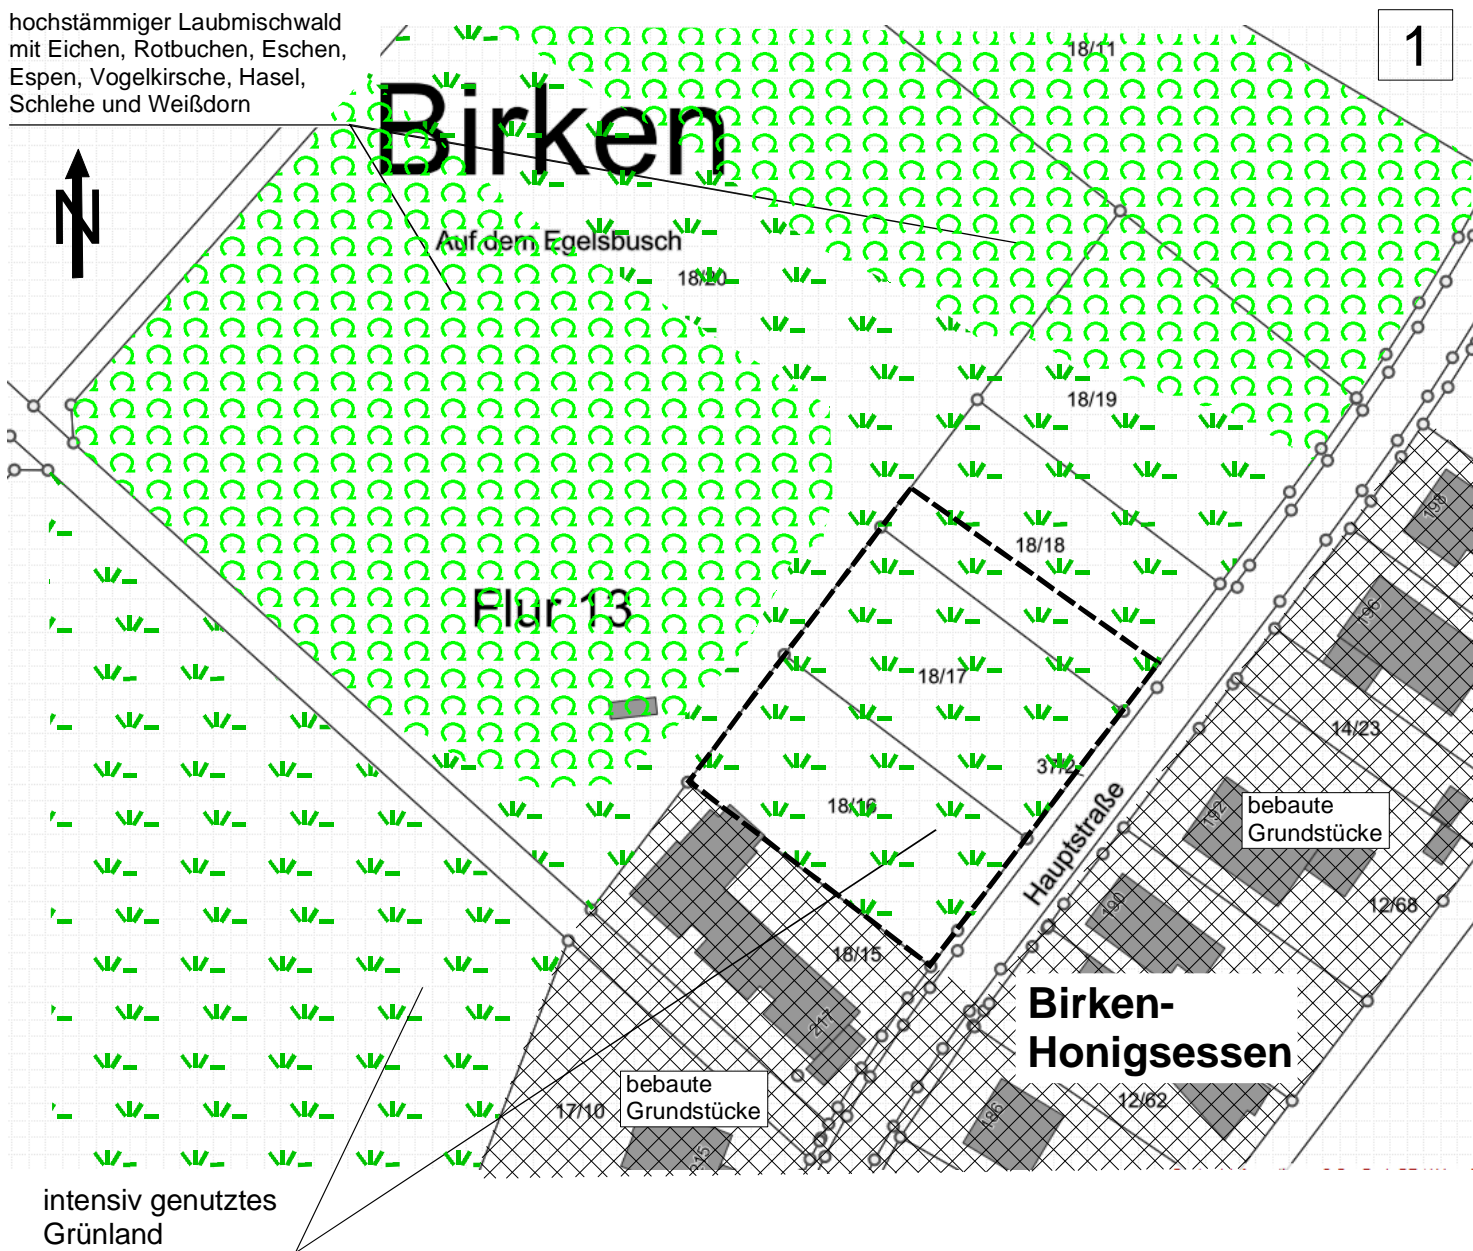 hochstämmiger Laubmischwald
mit Eichen, Rotbuchen, Eschen,
Espen, Vogelkirsche, Hasel,
Schlehe und Weißdorn
1
18/11
Birken
N
Auf dem Egelsbusch
18/20
18/19
18/18
198
196
Flur 13
18/17
14/23
37/2
18/16
192
bebaute
Grundstücke
Hauptstraße
190
12/68
18/15
217
Birken-
Honigsessen
bebaute
Grundstücke
17/10
186
12/62
215
intensiv genutztes
Grünland